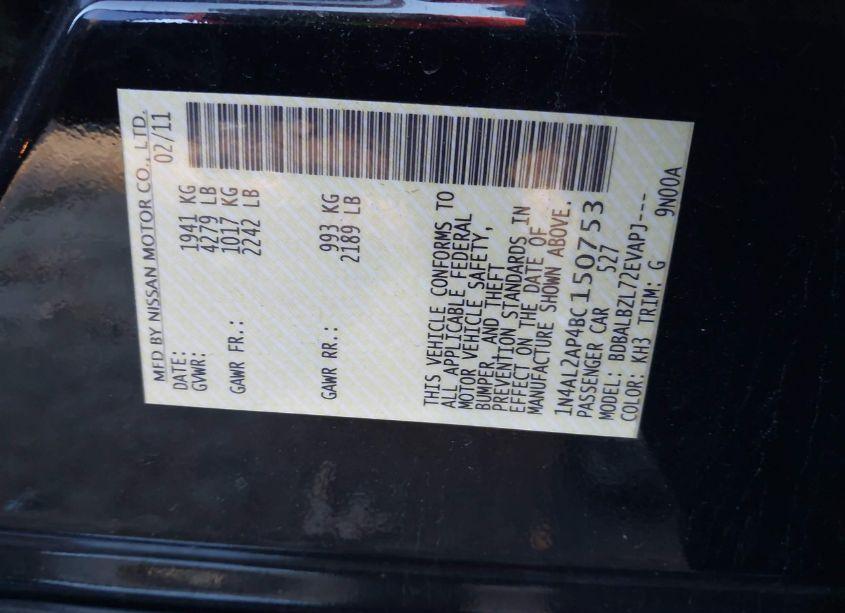 MFD BY NISSAN MOTOR CO., LTD.
DATE: 02/11
GVWR: 1941 KG
4279 LB
GAWR FR.: 1017 KG
2242 LB
GAWR RR.: 993 KG
2189 LB
THIS VEHICLE CONFORMS TO
ALL APPLICABLE FEDERAL
MOTOR VEHICLE SAFETY,
BUMPER, AND THEFT
PREVENTION STANDARDS IN
EFFECT ON THE DATE OF
MANUFACTURE SHOWN ABOVE.
1N4AL2AP4BC150753
PASSENGER CAR 527
MODEL: BDBALBZL72EVAPJ---
COLOR: KH3 TRIM: G 9N00A